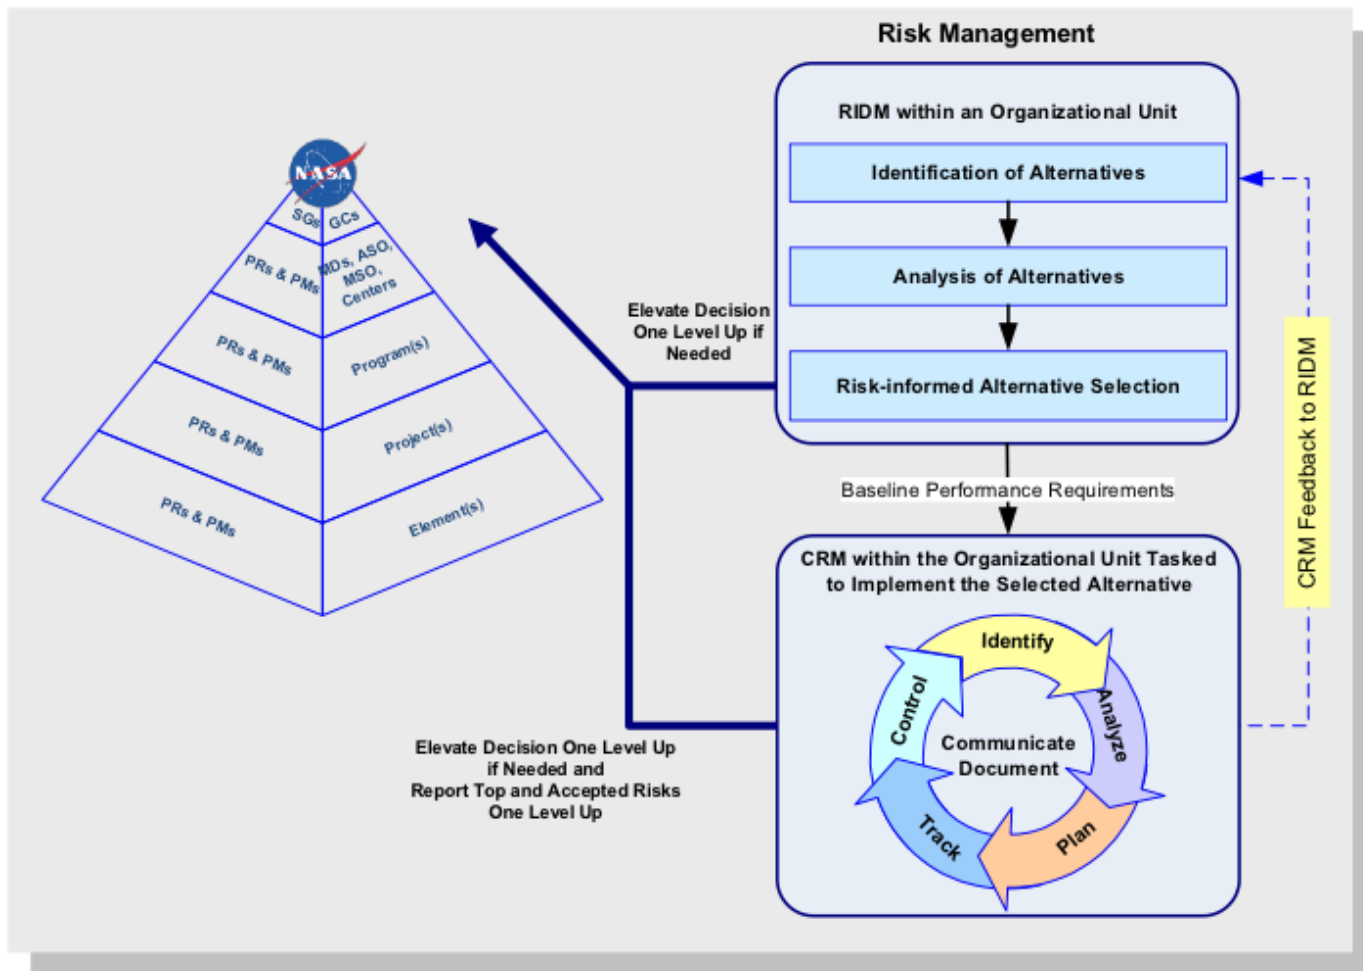 Risk Management
RIDM within an Organizational Unit
Identification of Alternatives
Analysis of Alternatives
Risk-informed Alternative Selection
Elevate Decision
One Level Up if
Needed
NASA
SGs
GCs
PRs & PMs
MDs, ASO,
MSO,
Centers
PRs & PMs
Program(s)
PRs & PMs
Project(s)
PRs & PMs
Element(s)
Baseline Performance Requirements
CRM Feedback to RIDM
CRM within the Organizational Unit Tasked
to Implement the Selected Alternative
Identify
Analyze
Plan
Track
Control
Communicate
Document
Elevate Decision One Level Up
if Needed and
Report Top and Accepted Risks
One Level Up